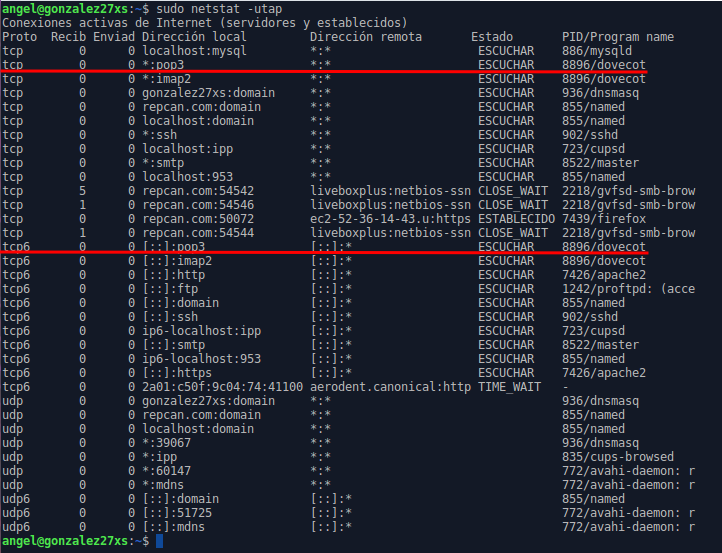 angel@gonzalez27xs:~$ sudo netstat -utap
Conexiones activas de Internet (servidores y establecidos)
Proto  Recib Enviad Dirección local         Dirección remota        Estado       PID/Program name
tcp        0      0 localhost:mysql         *:*                     ESCUCHAR    886/mysqld
tcp        0      0 *:pop3                  *:*                     ESCUCHAR    8896/dovecot
tcp        0      0 *:imap2                 *:*                     ESCUCHAR    8896/dovecot
tcp        0      0 gonzalez27xs:domain     *:*                     ESCUCHAR    936/dnsmasq
tcp        0      0 repcan.com:domain       *:*                     ESCUCHAR    855/named
tcp        0      0 localhost:domain        *:*                     ESCUCHAR    855/named
tcp        0      0 *:ssh                   *:*                     ESCUCHAR    902/sshd
tcp        0      0 localhost:ipp           *:*                     ESCUCHAR    723/cupsd
tcp        0      0 *:smtp                  *:*                     ESCUCHAR    8522/master
tcp        0      0 localhost:953           *:*                     ESCUCHAR    855/named
tcp        5      0 repcan.com:54542        liveboxplus:netbios-ssn CLOSE_WAIT  2218/gvfsd-smb-brow
tcp        1      0 repcan.com:54546        liveboxplus:netbios-ssn CLOSE_WAIT  2218/gvfsd-smb-brow
tcp        0      0 repcan.com:50072        ec2-52-36-14-43.u:https ESTABLECIDO 7439/firefox
tcp        1      0 repcan.com:54544        liveboxplus:netbios-ssn CLOSE_WAIT  2218/gvfsd-smb-brow
tcp6       0      0 [::]:pop3               [::]:*                  ESCUCHAR    8896/dovecot
tcp6       0      0 [::]:imap2              [::]:*                  ESCUCHAR    8896/dovecot
tcp6       0      0 [::]:http               [::]:*                  ESCUCHAR    7426/apache2
tcp6       0      0 [::]:ftp                [::]:*                  ESCUCHAR    1242/proftpd: (acce
tcp6       0      0 [::]:domain             [::]:*                  ESCUCHAR    855/named
tcp6       0      0 [::]:ssh                [::]:*                  ESCUCHAR    902/sshd
tcp6       0      0 ip6-localhost:ipp       [::]:*                  ESCUCHAR    723/cupsd
tcp6       0      0 [::]:smtp               [::]:*                  ESCUCHAR    8522/master
tcp6       0      0 ip6-localhost:953       [::]:*                  ESCUCHAR    855/named
tcp6       0      0 [::]:https              [::]:*                  ESCUCHAR    7426/apache2
tcp6       0      0 2a01:c50f:9c04:74:41100 aerodent.canonical:http TIME_WAIT   -
udp        0      0 gonzalez27xs:domain     *:*                                 936/dnsmasq
udp        0      0 repcan.com:domain       *:*                                 855/named
udp        0      0 localhost:domain        *:*                                 855/named
udp        0      0 *:39067                 *:*                                 936/dnsmasq
udp        0      0 *:ipp                   *:*                                 835/cups-browsed
udp        0      0 *:60147                 *:*                                 772/avahi-daemon: r
udp        0      0 *:mdns                  *:*                                 772/avahi-daemon: r
udp6       0      0 [::]:domain             [::]:*                              855/named
udp6       0      0 [::]:51725              [::]:*                              772/avahi-daemon: r
udp6       0      0 [::]:mdns               [::]:*                              772/avahi-daemon: r
angel@gonzalez27xs:~$